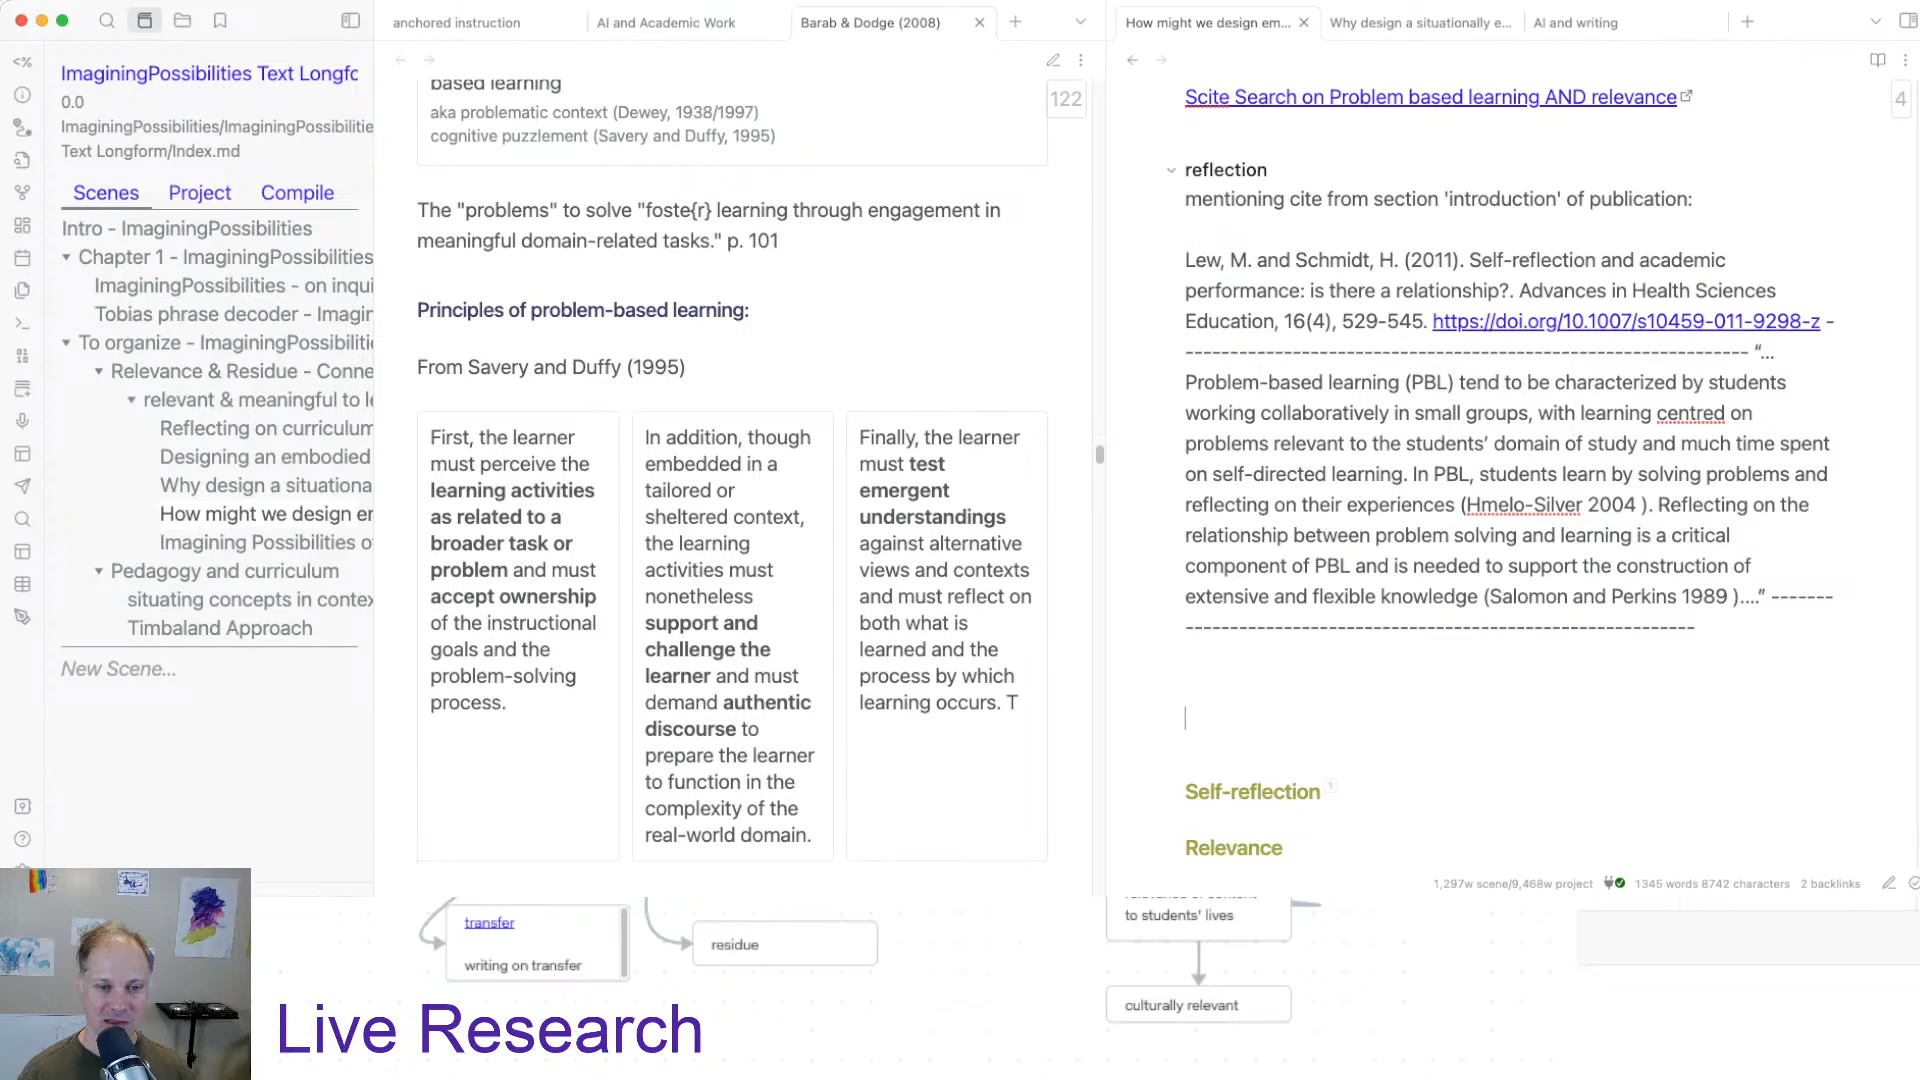 anchored instruction
AI and Academic Work
Barab & Dodge (2008)
How might we design em...
Why design a situationally e...
AI and writing
ImaginingPossibilities Text Longfo
0.0
ImaginingPossibilities/ImaginingPossibilitie
Text Longform/Index.md
Scenes
Project
Compile
Intro - ImaginingPossibilities
Chapter 1 - ImaginingPossibilities
ImaginingPossibilities - on inqui
Tobias phrase decoder - Imagin
To organize - ImaginingPossibilitie
Relevance & Residue - Conne
relevant & meaningful to le
Reflecting on curriculum
Designing an embodied
Why design a situationa
How might we design en
Imagining Possibilities o
Pedagogy and curriculum
situating concepts in contex
Timbaland Approach
New Scene...
based learning
122
aka problematic context (Dewey, 1938/1997)
cognitive puzzlement (Savery and Duffy, 1995)
The "problems" to solve "foste{r} learning through engagement in
meaningful domain-related tasks." p. 101
Principles of problem-based learning:
From Savery and Duffy (1995)
First, the learner
must perceive the
learning activities
as related to a
broader task or
problem and must
accept ownership
of the instructional
goals and the
problem-solving
process.
In addition, though
embedded in a
tailored or
sheltered context,
the learning
activities must
nonetheless
support and
challenge the
learner and must
demand authentic
discourse to
prepare the learner
to function in the
complexity of the
real-world domain.
Finally, the learner
must test
emergent
understandings
against alternative
views and contexts
and must reflect on
both what is
learned and the
process by which
learning occurs. T
Scite Search on Problem based learning AND relevance
4
reflection
mentioning cite from section 'introduction' of publication:
Lew, M. and Schmidt, H. (2011). Self-reflection and academic
performance: is there a relationship?. Advances in Health Sciences
Education, 16(4), 529-545. https://doi.org/10.1007/s10459-011-9298-z -
--------------------------------------------------------------- “...
Problem-based learning (PBL) tend to be characterized by students
working collaboratively in small groups, with learning centred on
problems relevant to the students’ domain of study and much time spent
on self-directed learning. In PBL, students learn by solving problems and
reflecting on their experiences (Hmelo-Silver 2004 ). Reflecting on the
relationship between problem solving and learning is a critical
component of PBL and is needed to support the construction of
extensive and flexible knowledge (Salomon and Perkins 1989 )....” -------
---------------------------------------------------------
Self-reflection 1
Relevance
1,297w scene/9,468w project
1345 words 8742 characters
2 backlinks
transfer
writing on transfer
residue
to students' lives
culturally relevant
Live Research